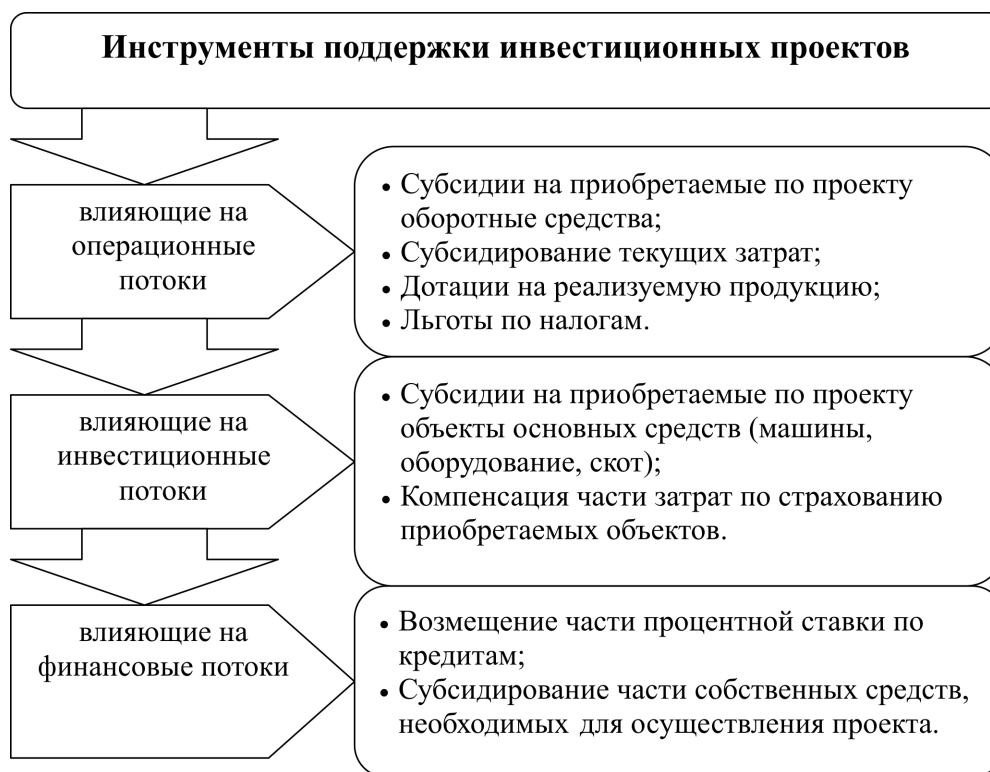 Инструменты поддержки инвестиционных проектов
влияющие на
операционные
потоки
• Субсидии на приобретаемые по проекту
оборотные средства;
• Субсидирование текущих затрат;
• Дотации на реализуемую продукцию;
• Льготы по налогам.
влияющие на
инвестиционные
потоки
• Субсидии на приобретаемые по проекту
объекты основных средств (машины,
оборудование, скот);
• Компенсация части затрат по страхованию
приобретаемых объектов.
влияющие на
финансовые потоки
• Возмещение части процентной ставки по
кредитам;
• Субсидирование части собственных средств,
необходимых для осуществления проекта.